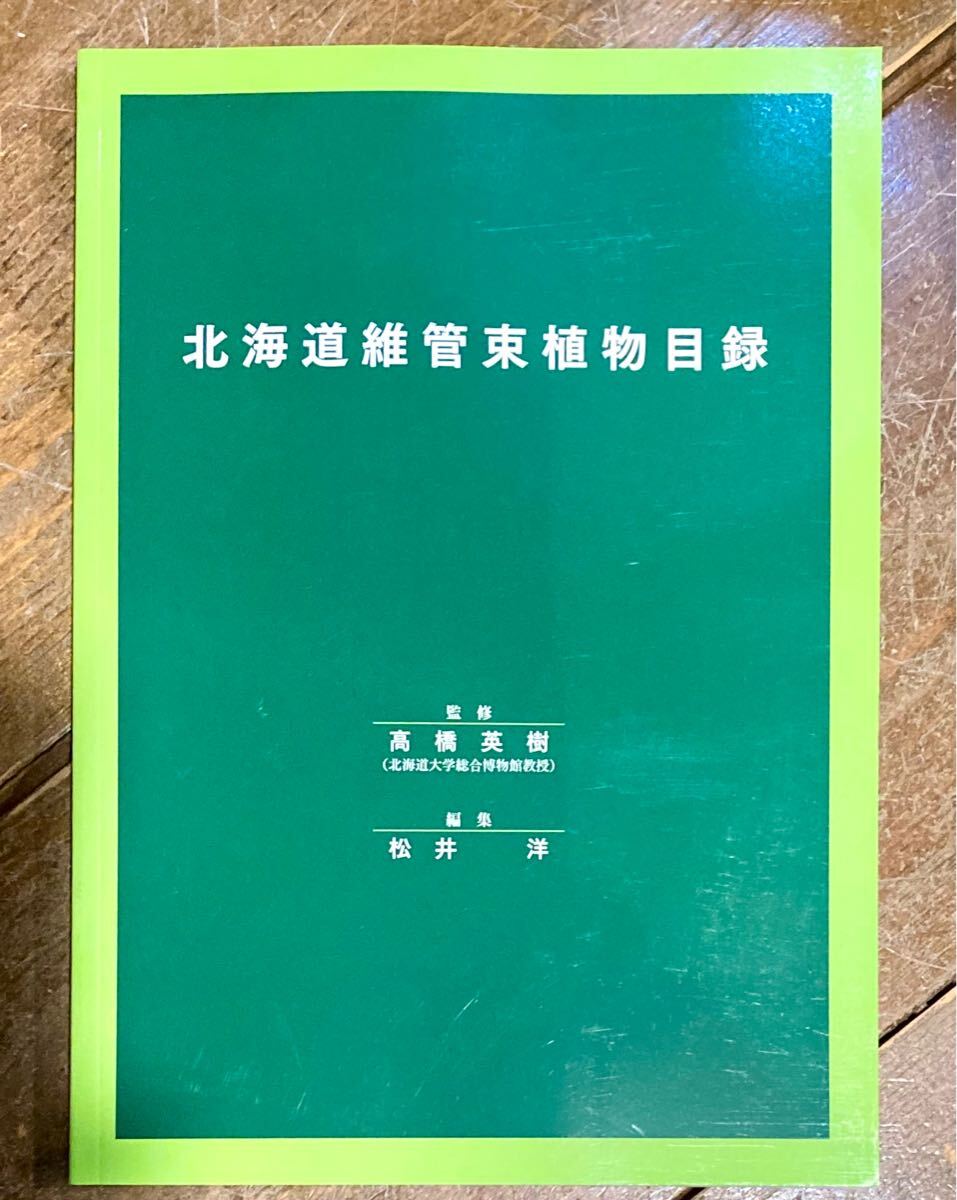 北海道維管束植物目録
監修
高橋英樹
（北海道大学総合博物館教授）
編集
松井　洋